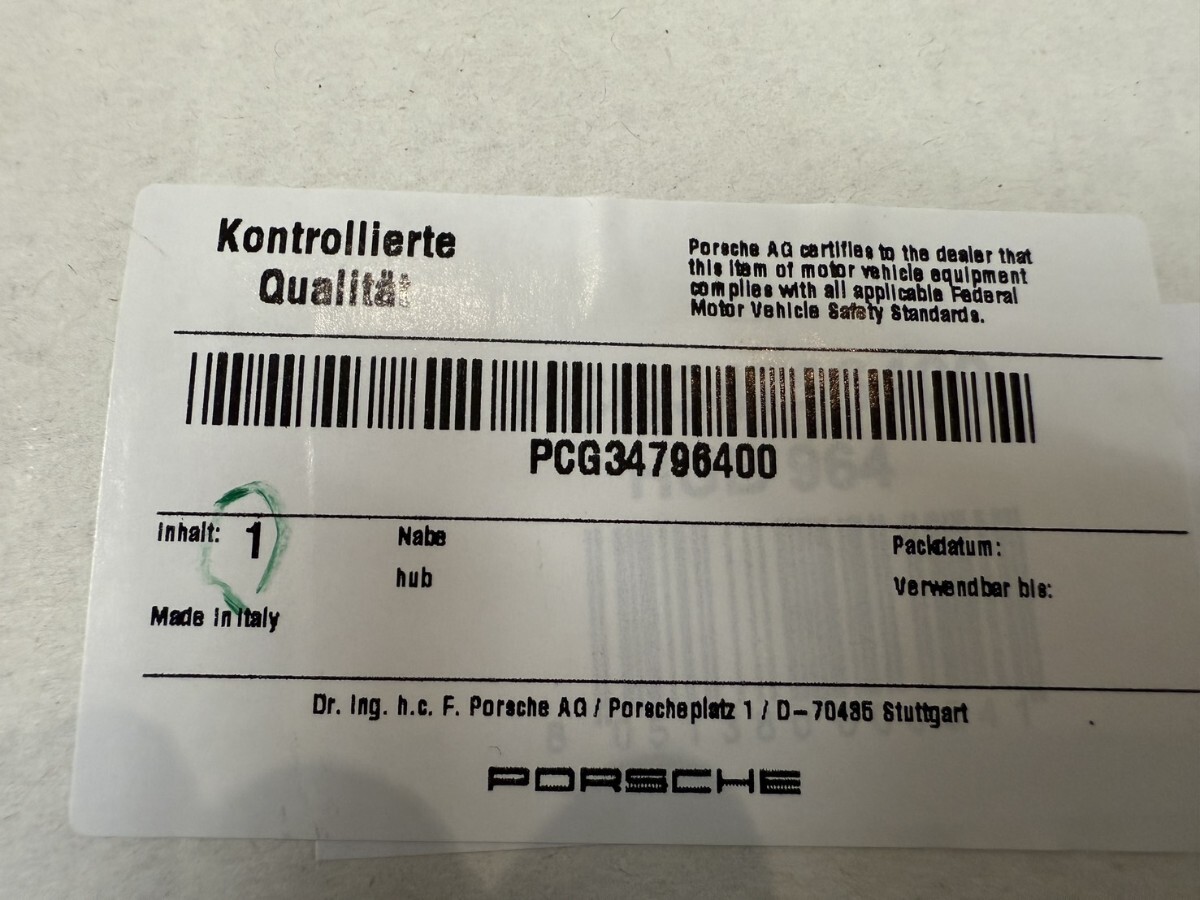 Kontrollierte
Qualität
Porsche AG certifies to the dealer that
this item of motor vehicle equipment
complies with all applicable Federal
Motor Vehicle Safety Standards.
PCG34796400
964
Inhalt: 1
Nabe
hub
Packdatum:
Verwendbar bis:
Made in Italy
Dr. Ing. h.c. F. Porsche AG / Porscheplatz 1 / D-70435 Stuttgart
PORSCHE